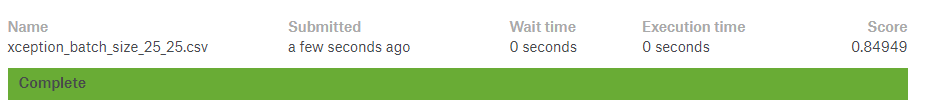 Name Submitted Wait time Execution time Score
xception_batch_size_25_25.csv a few seconds ago 0 seconds 0 seconds 0.84949
Complete